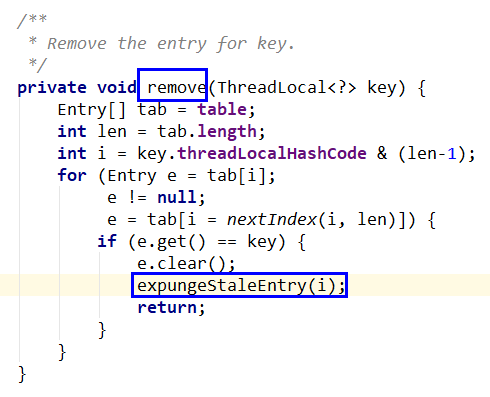 /**
 * Remove the entry for key.
 */
private void remove(ThreadLocal<?> key) {
    Entry[] tab = table;
    int len = tab.length;
    int i = key.threadLocalHashCode & (len-1);
    for (Entry e = tab[i];
         e != null;
         e = tab[i = nextIndex(i, len)]) {
        if (e.get() == key) {
            e.clear();
            expungeStaleEntry(i);
            return;
        }
    }
}